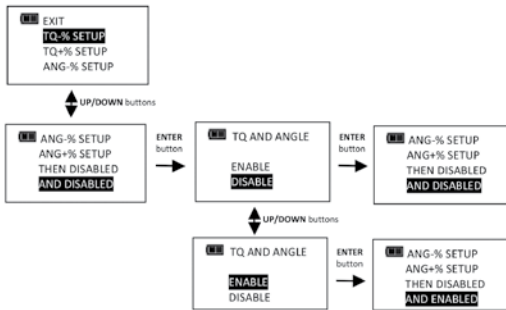 EXIT
TQ-% SETUP
TQ+% SETUP
ANG-% SETUP
UP/DOWN buttons
ANG-% SETUP
ANG+% SETUP
THEN DISABLED
AND DISABLED
ENTER
button
TQ AND ANGLE
ENABLE
DISABLE
ENTER
button
ANG-% SETUP
ANG+% SETUP
THEN DISABLED
AND DISABLED
UP/DOWN buttons
TQ AND ANGLE
ENABLE
DISABLE
ENTER
button
ANG-% SETUP
ANG+% SETUP
THEN DISABLED
AND ENABLED